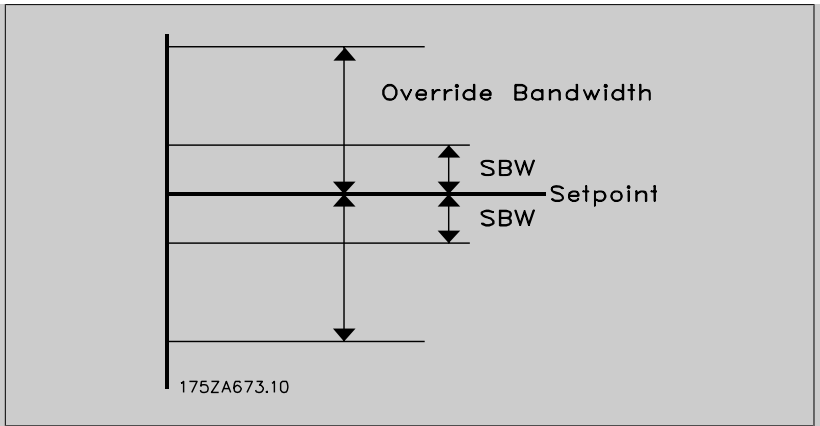 Override Bandwidth
SBW
Setpoint
SBW
175ZA673.10